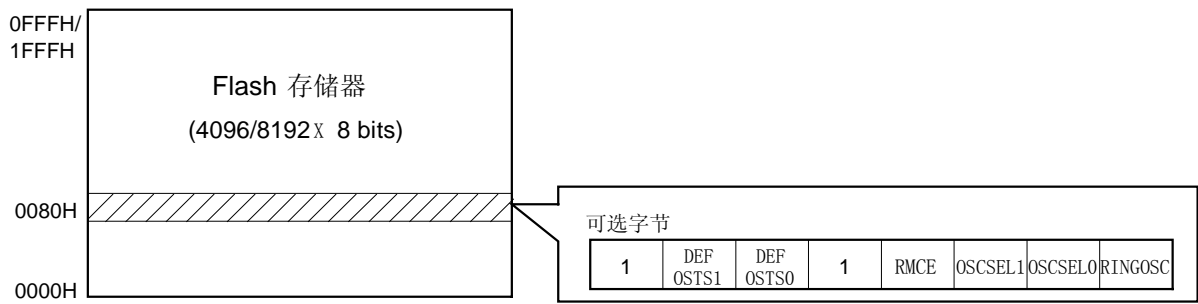 0FFFH/
1FFFH
Flash 存储器
(4096/8192X 8 bits)
0080H
0000H
可选字节
1 DEF OSTS1 DEF OSTS0 1 RMCE OSCSEL1 OSCSEL0 RINGOSC